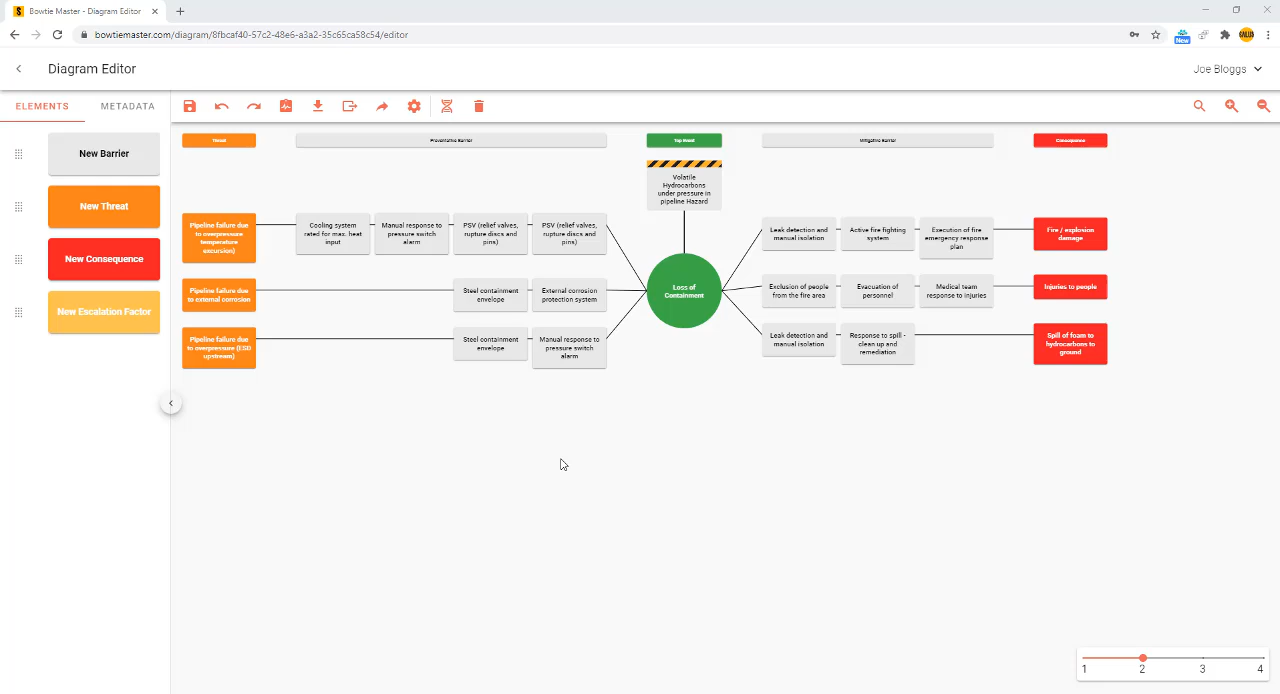 Bowtie Master - Diagram Editor
bowtiemaster.com/diagram/8fbcaf40-57c2-48e6-a3a2-35c65ca58c54/editor
New
Diagram Editor
Joe Bloggs
ELEMENTS
METADATA
New Barrier
New Threat
New Consequence
New Escalation Factor
Threat
Preventative Barrier
Top Event
Mitigative Barrier
Consequence
Volatile
Hydrocarbons
under pressure in
pipeline Hazard
Pipeline failure due
to overpressure
temperature
excursion)
Cooling system
rated for max. heat
input
Manual response to
pressure switch
alarm
PSV (relief valves,
rupture discs and
pins)
PSV (relief valves,
rupture discs and
pins)
Leak detection and
manual isolation
Active fire fighting
system
Execution of fire
emergency response
plan
Fire / explosion
damage
Pipeline failure due
to external corrosion
Steel containment
envelope
External corrosion
protection system
Loss of
Containment
Exclusion of people
from the fire area
Evacuation of
personnel
Medical team
response to injuries
Injuries to people
Pipeline failure due
to overpressure (ESD
upstream)
Steel containment
envelope
Manual response to
pressure switch
alarm
Leak detection and
manual isolation
Response to spill -
clean up and
remediation
Spill of foam to
hydrocarbons to
ground
1 2 3 4